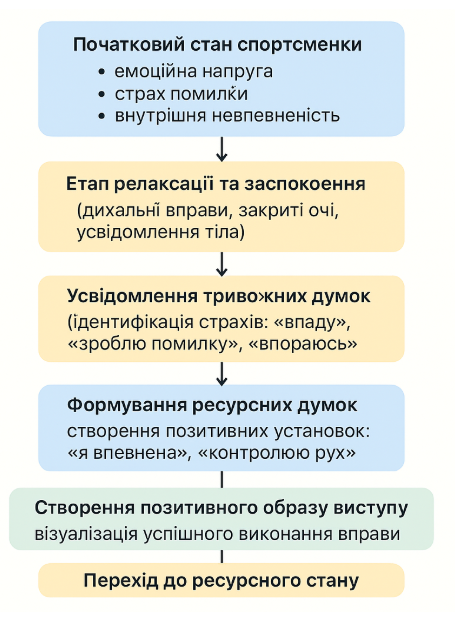 Початковий стан спортсменки
• емоційна напруга
• страх помилки
• внутрішня невпевненість
Етап релаксації та заспокоення
(дихальні вправи, закриті очі,
усвідомлення тіла)
Усвідомлення тривожних думок
(ідентифікація страхів: «впаду»,
«зроблю помилку», «впораюсь»
Формування ресурсних думок
створення позитивних установок:
«я впевнена», «контролюю рух»
Створення позитивного образу виступу
візуалізація успішного виконання вправи
Перехід до ресурсного стану